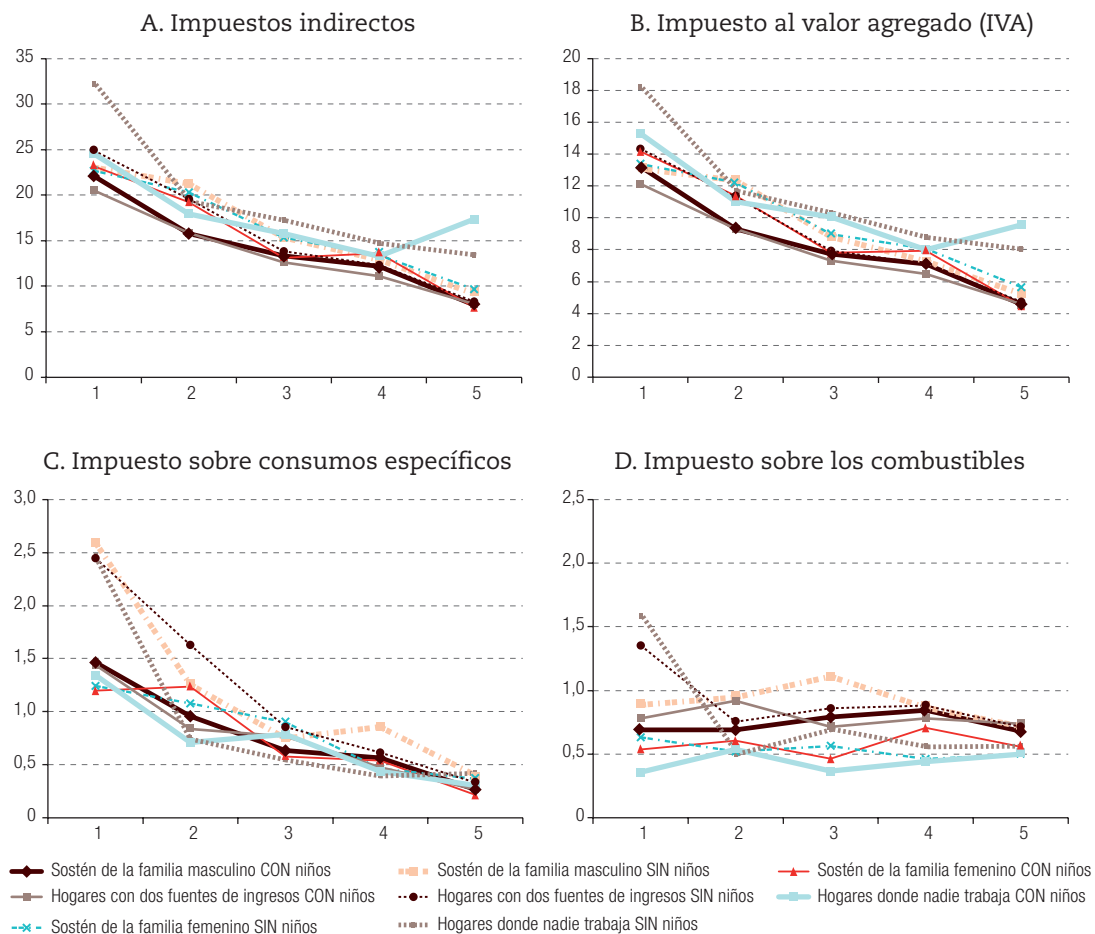 A. Impuestos indirectos
35
30
25
20
15
10
5
0
1 2 3 4 5
B. Impuesto al valor agregado (IVA)
20
18
16
14
12
10
8
6
4
2
0
1 2 3 4 5
C. Impuesto sobre consumos específicos
3,0
2,5
2,0
1,5
1,0
0,5
0
1 2 3 4 5
D. Impuesto sobre los combustibles
2,5
2,0
1,5
1,0
0,5
0
1 2 3 4 5
Sostén de la familia masculino CON niños
Sostén de la familia masculino SIN niños
Sostén de la familia femenino CON niños
Hogares con dos fuentes de ingresos CON niños
Hogares con dos fuentes de ingresos SIN niños
Hogares donde nadie trabaja CON niños
Sostén de la familia femenino SIN niños
Hogares donde nadie trabaja SIN niños